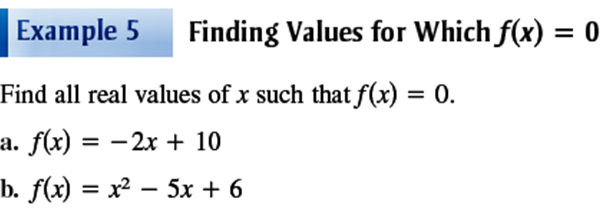 Example 5 Finding Values for Which f(x) = 0
Find all real values of x such that f(x) = 0.
a. f(x) = −2x + 10
b. f(x) = x² − 5x + 6